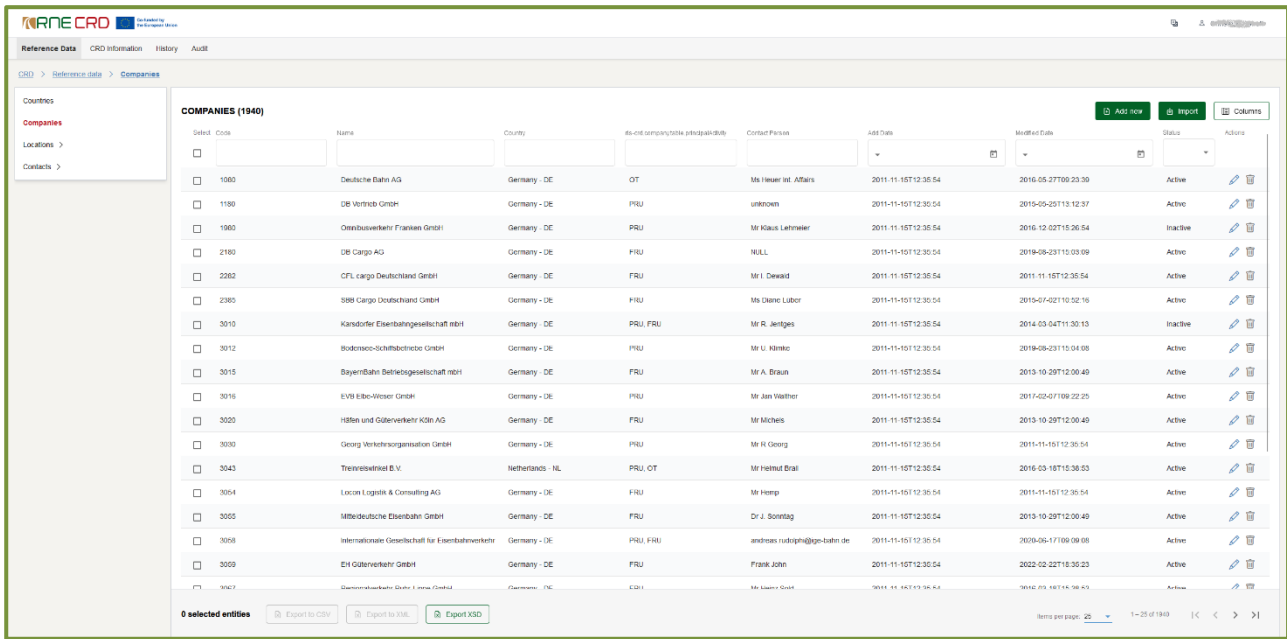 RNE CRD Co-funded by the European Union
Reference Data CRD Information History Audit
CRD > Reference data > Companies
Countries
Companies
Locations >
Contacts >
COMPANIES (1940) Add new Import Columns
Select Code Name Country rls-crd.company.table.principalActivity Contact Person Add Date Modified Date Status Actions
1080 Deutsche Bahn AG Germany - DE OT Ms Heuer Int. Affairs 2011-11-15T12:35:54 2016-05-27T09:23:39 Active
1180 DB Vertrieb GmbH Germany - DE PRU unknown 2011-11-15T12:35:54 2015-05-25T13:12:37 Active
1980 Omnibusverkehr Franken GmbH Germany - DE PRU Mr Klaus Lehmeier 2011-11-15T12:35:54 2016-12-02T15:26:54 Inactive
2180 DB Cargo AG Germany - DE FRU NULL 2011-11-15T12:35:54 2019-08-23T15:03:09 Active
2262 CFL cargo Deutschland GmbH Germany - DE FRU Mr I. Dewald 2011-11-15T12:35:54 2011-11-15T12:35:54 Active
2385 SBB Cargo Deutschland GmbH Germany - DE FRU Ms Diane Lüber 2011-11-15T12:35:54 2015-07-02T10:52:16 Active
3010 Karsdorfer Eisenbahngesellschaft mbH Germany - DE PRU, FRU Mr R. Jentges 2011-11-15T12:35:54 2014-03-04T11:30:13 Inactive
3012 Bodensee-Schiffsbetriebe GmbH Germany - DE PRU Mr U. Klimke 2011-11-15T12:35:54 2019-08-23T15:04:08 Active
3015 BayernBahn Betriebsgesellschaft mbH Germany - DE PRU Mr A. Braun 2011-11-15T12:35:54 2013-10-29T12:00:49 Active
3016 EVB Elbe-Weser GmbH Germany - DE PRU Mr Jan Walther 2011-11-15T12:35:54 2017-02-07T09:22:25 Active
3020 Häfen und Güterverkehr Köln AG Germany - DE FRU Mr Michels 2011-11-15T12:35:54 2013-10-29T12:00:49 Active
3030 Georg Verkehrsorganisation GmbH Germany - DE PRU Mr R Georg 2011-11-15T12:35:54 2011-11-15T12:35:54 Active
3043 Treinreiswinkel B.V. Netherlands - NL PRU, OT Mr Helmut Brall 2011-11-15T12:35:54 2016-03-18T15:38:53 Active
3054 Locon Logistik & Consulting AG Germany - DE FRU Mr Hemp 2011-11-15T12:35:54 2011-11-15T12:35:54 Active
3055 Mitteldeutsche Eisenbahn GmbH Germany - DE FRU Dr J. Sonntag 2011-11-15T12:35:54 2013-10-29T12:00:49 Active
3058 Internationale Gesellschaft für Eisenbahnverkehr Germany - DE PRU, FRU andreas.rudolph@ige-bahn.de 2011-11-15T12:35:54 2020-06-17T09:09:08 Active
3059 EH Güterverkehr GmbH Germany - DE FRU Frank John 2011-11-15T12:35:54 2022-02-22T18:35:23 Active
0 selected entities Export to CSV Export to XML Export XSD Items per page: 25 1 – 25 of 1940